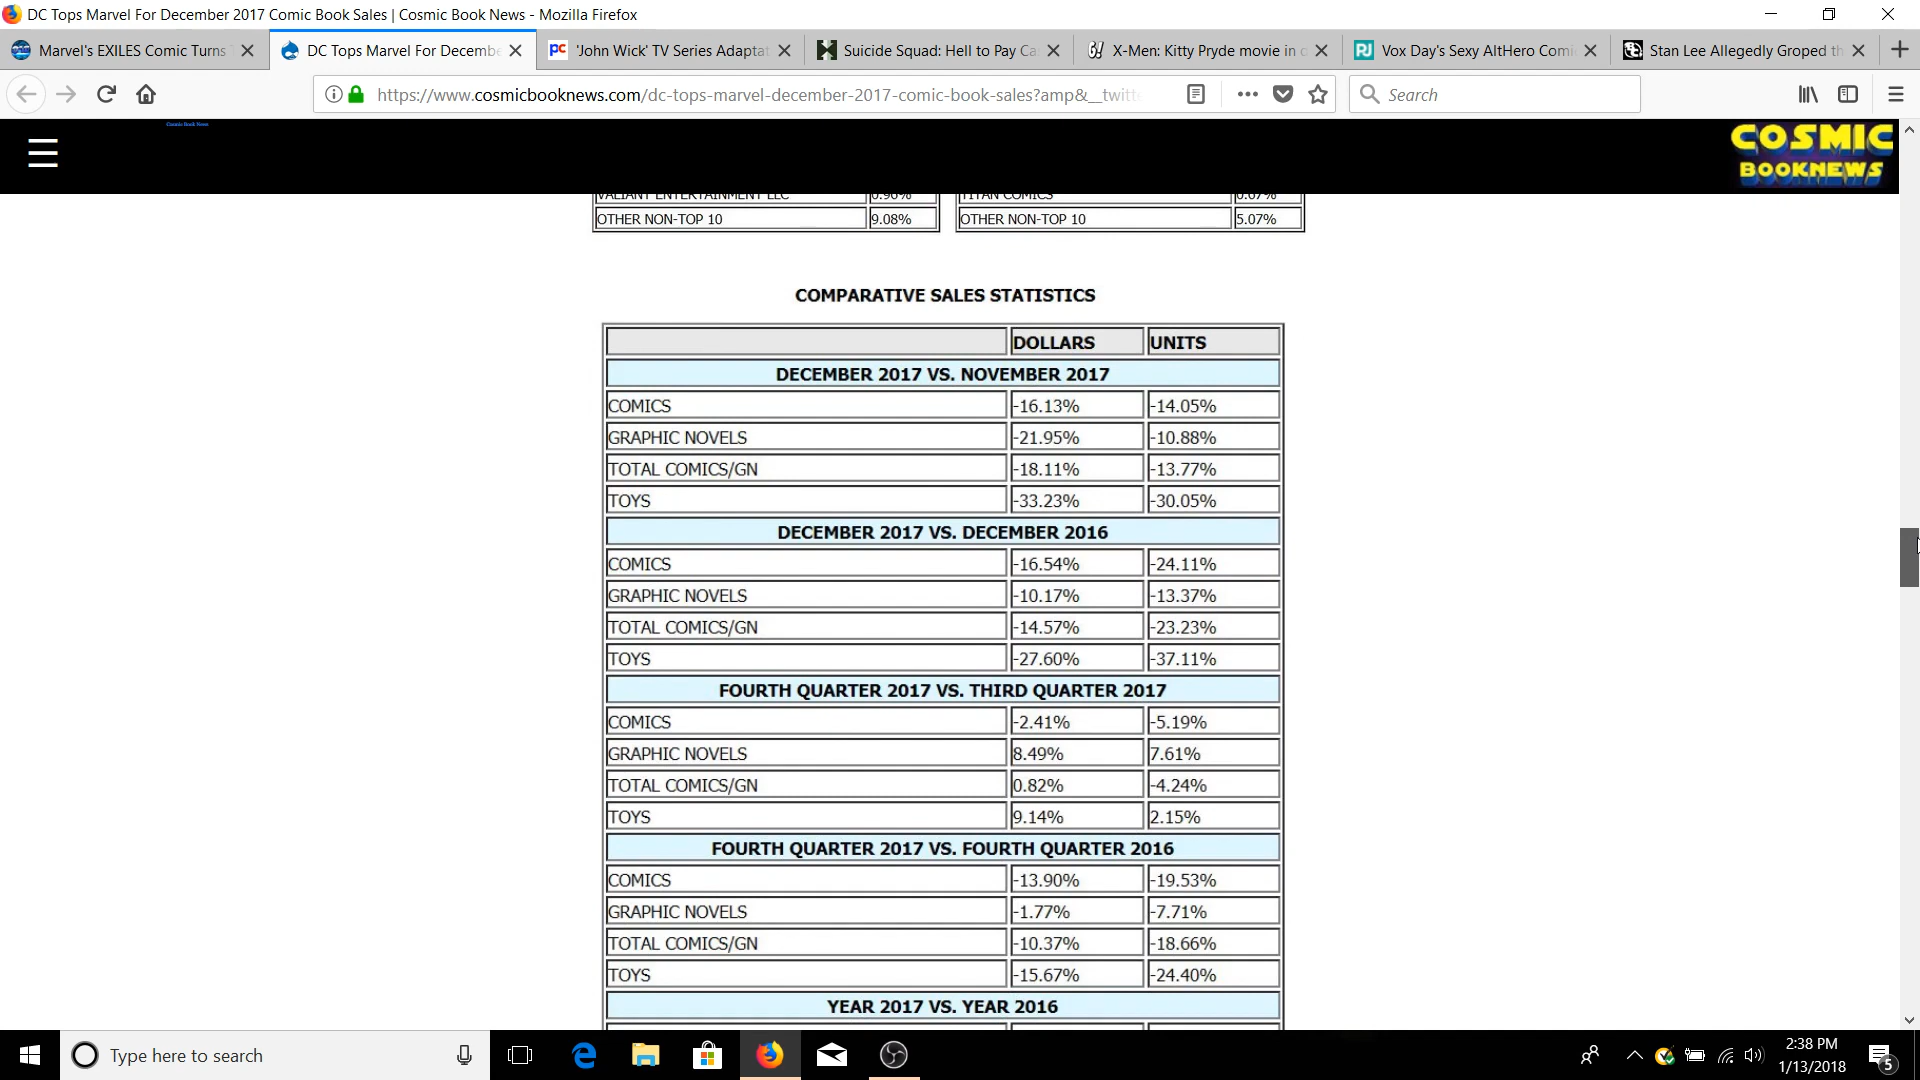 DC Tops Marvel For December 2017 Comic Book Sales | Cosmic Book News - Mozilla Firefox
Marvel's EXILES Comic Turns
DC Tops Marvel For Decembe
PC 'John Wick' TV Series Adaptat
Suicide Squad: Hell to Pay Ca
X-Men: Kitty Pryde movie in
PJ Vox Day's Sexy AltHero Comi
Stan Lee Allegedly Groped th
https://www.cosmicbooknews.com/dc-tops-marvel-december-2017-comic-book-sales?amp&__twitt
Search
Cosmic Book News
COSMIC
BOOKNEWS
VALIANT ENTERTAINMENT LLC 0.96% TITAN COMICS 0.67%
OTHER NON-TOP 10 9.08% OTHER NON-TOP 10 5.07%
COMPARATIVE SALES STATISTICS
DOLLARS UNITS
DECEMBER 2017 VS. NOVEMBER 2017
COMICS -16.13% -14.05%
GRAPHIC NOVELS -21.95% -10.88%
TOTAL COMICS/GN -18.11% -13.77%
TOYS -33.23% -30.05%
DECEMBER 2017 VS. DECEMBER 2016
COMICS -16.54% -24.11%
GRAPHIC NOVELS -10.17% -13.37%
TOTAL COMICS/GN -14.57% -23.23%
TOYS -27.60% -37.11%
FOURTH QUARTER 2017 VS. THIRD QUARTER 2017
COMICS -2.41% -5.19%
GRAPHIC NOVELS 8.49% 7.61%
TOTAL COMICS/GN 0.82% -4.24%
TOYS 9.14% 2.15%
FOURTH QUARTER 2017 VS. FOURTH QUARTER 2016
COMICS -13.90% -19.53%
GRAPHIC NOVELS -1.77% -7.71%
TOTAL COMICS/GN -10.37% -18.66%
TOYS -15.67% -24.40%
YEAR 2017 VS. YEAR 2016
Type here to search
2:38 PM
1/13/2018
5